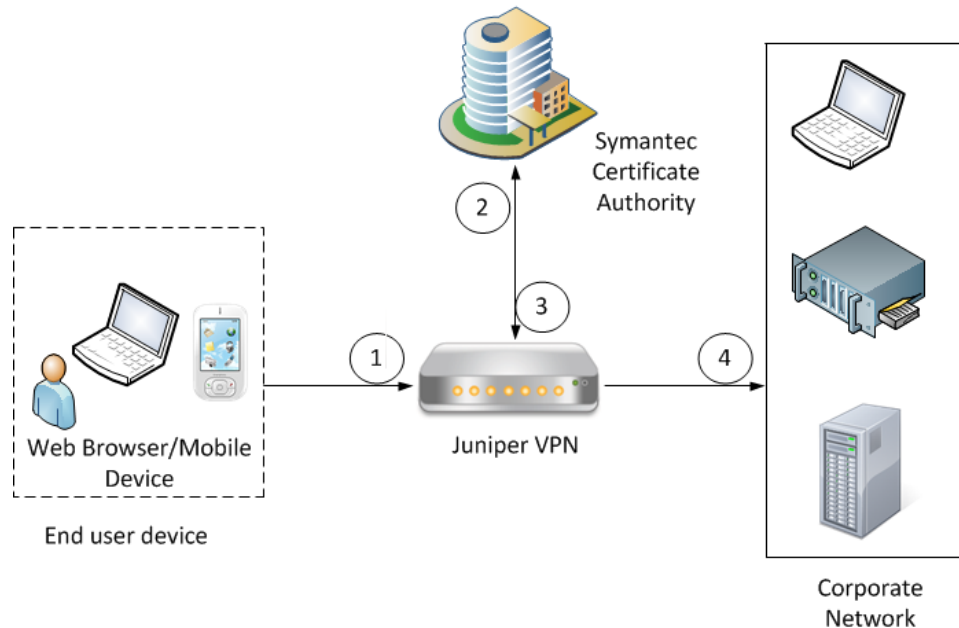 Symantec
Certificate
Authority
2
3
1
4
Web Browser/Mobile
Device
Juniper VPN
End user device
Corporate
Network